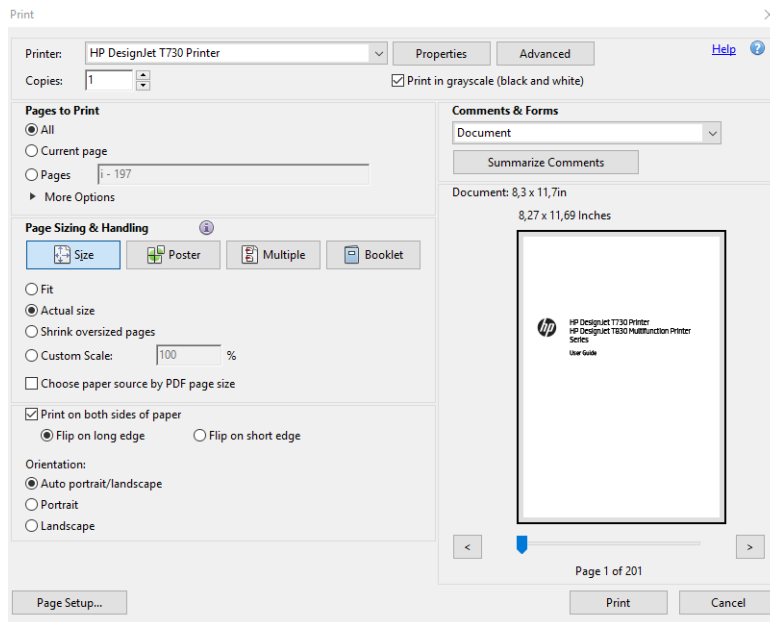 Print
Printer: HP DesignJet T730 Printer Properties Advanced Help ?
Copies: 1 Print in grayscale (black and white)
Pages to Print
All
Current page
Pages i - 197
More Options
Comments & Forms
Document
Summarize Comments
Page Sizing & Handling i
Size Poster Multiple Booklet
Fit
Actual size
Shrink oversized pages
Custom Scale: 100 %
Choose paper source by PDF page size
Print on both sides of paper
Flip on long edge Flip on short edge
Orientation:
Auto portrait/landscape
Portrait
Landscape
Document: 8,3 x 11,7in
8,27 x 11,69 Inches
hp
HP DesignJet T730 Printer
HP DesignJet T830 Multifunction Printer
Series
User Guide
< >
Page 1 of 201
Page Setup... Print Cancel